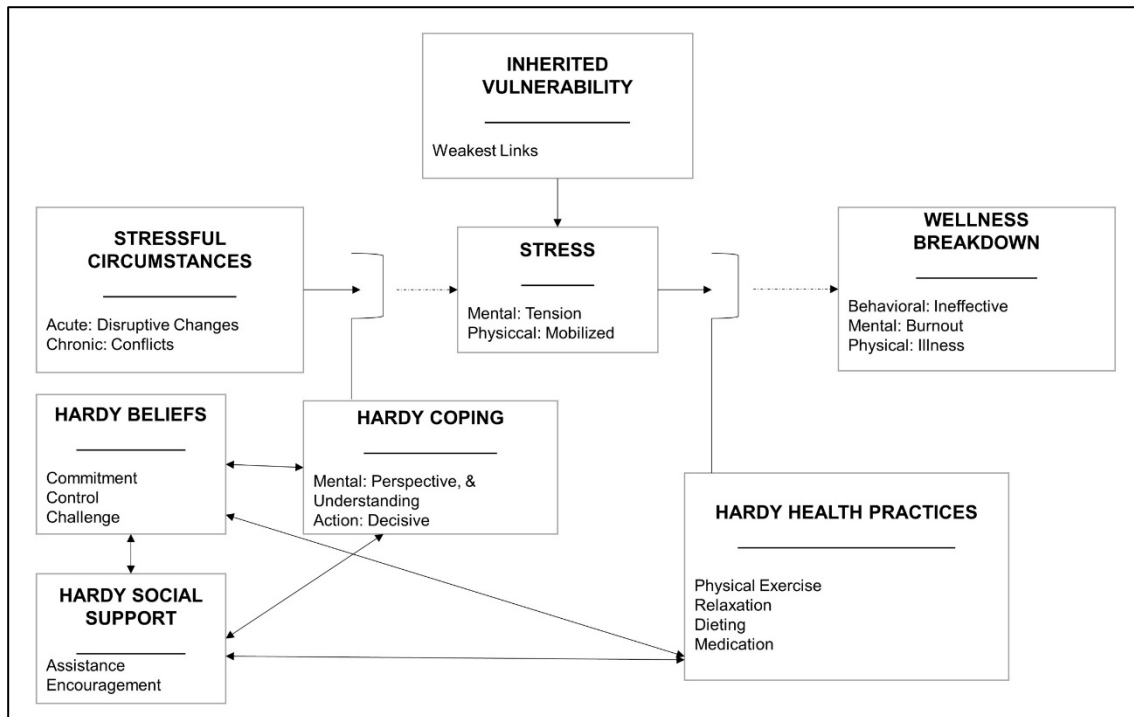 INHERITED
VULNERABILITY
Weakest Links
STRESSFUL
CIRCUMSTANCES
Acute: Disruptive Changes
Chronic: Conflicts
STRESS
Mental: Tension
Physiccal: Mobilized
WELLNESS
BREAKDOWN
Behavioral: Ineffective
Mental: Burnout
Physical: Illness
HARDY BELIEFS
Commitment
Control
Challenge
HARDY COPING
Mental: Perspective, &
Understanding
Action: Decisive
HARDY HEALTH PRACTICES
Physical Exercise
Relaxation
Dieting
Medication
HARDY SOCIAL
SUPPORT
Assistance
Encouragement